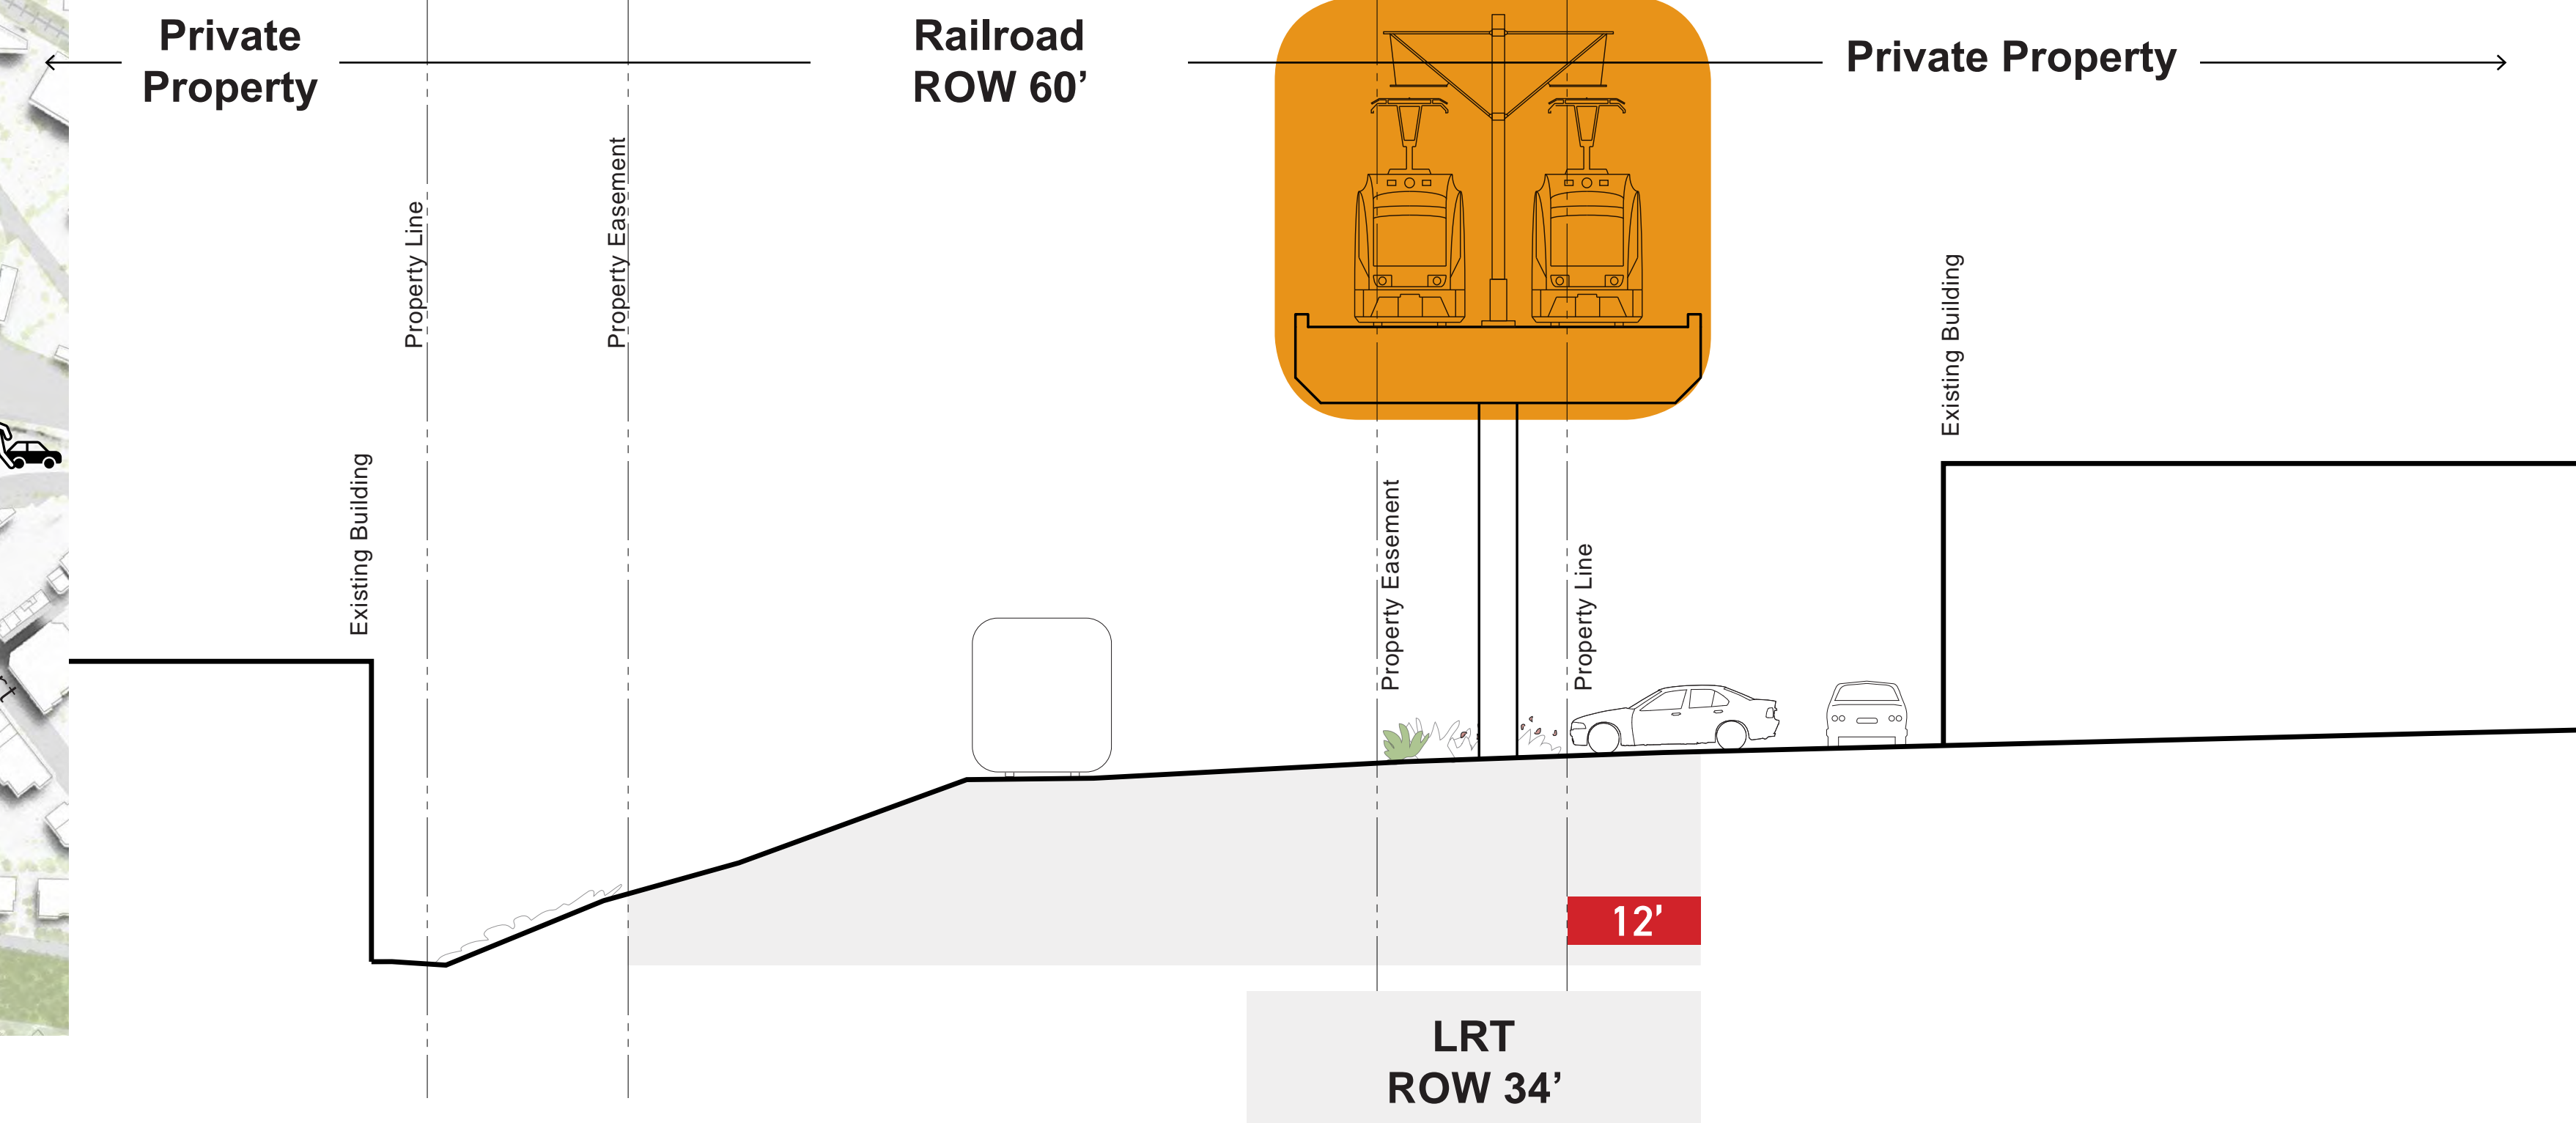 Private
Property
Railroad
ROW 60’
Private Property
Property Line
Property Easement
Existing Building
Existing Building
Property Easement
Property Line
12’
LRT
ROW 34’